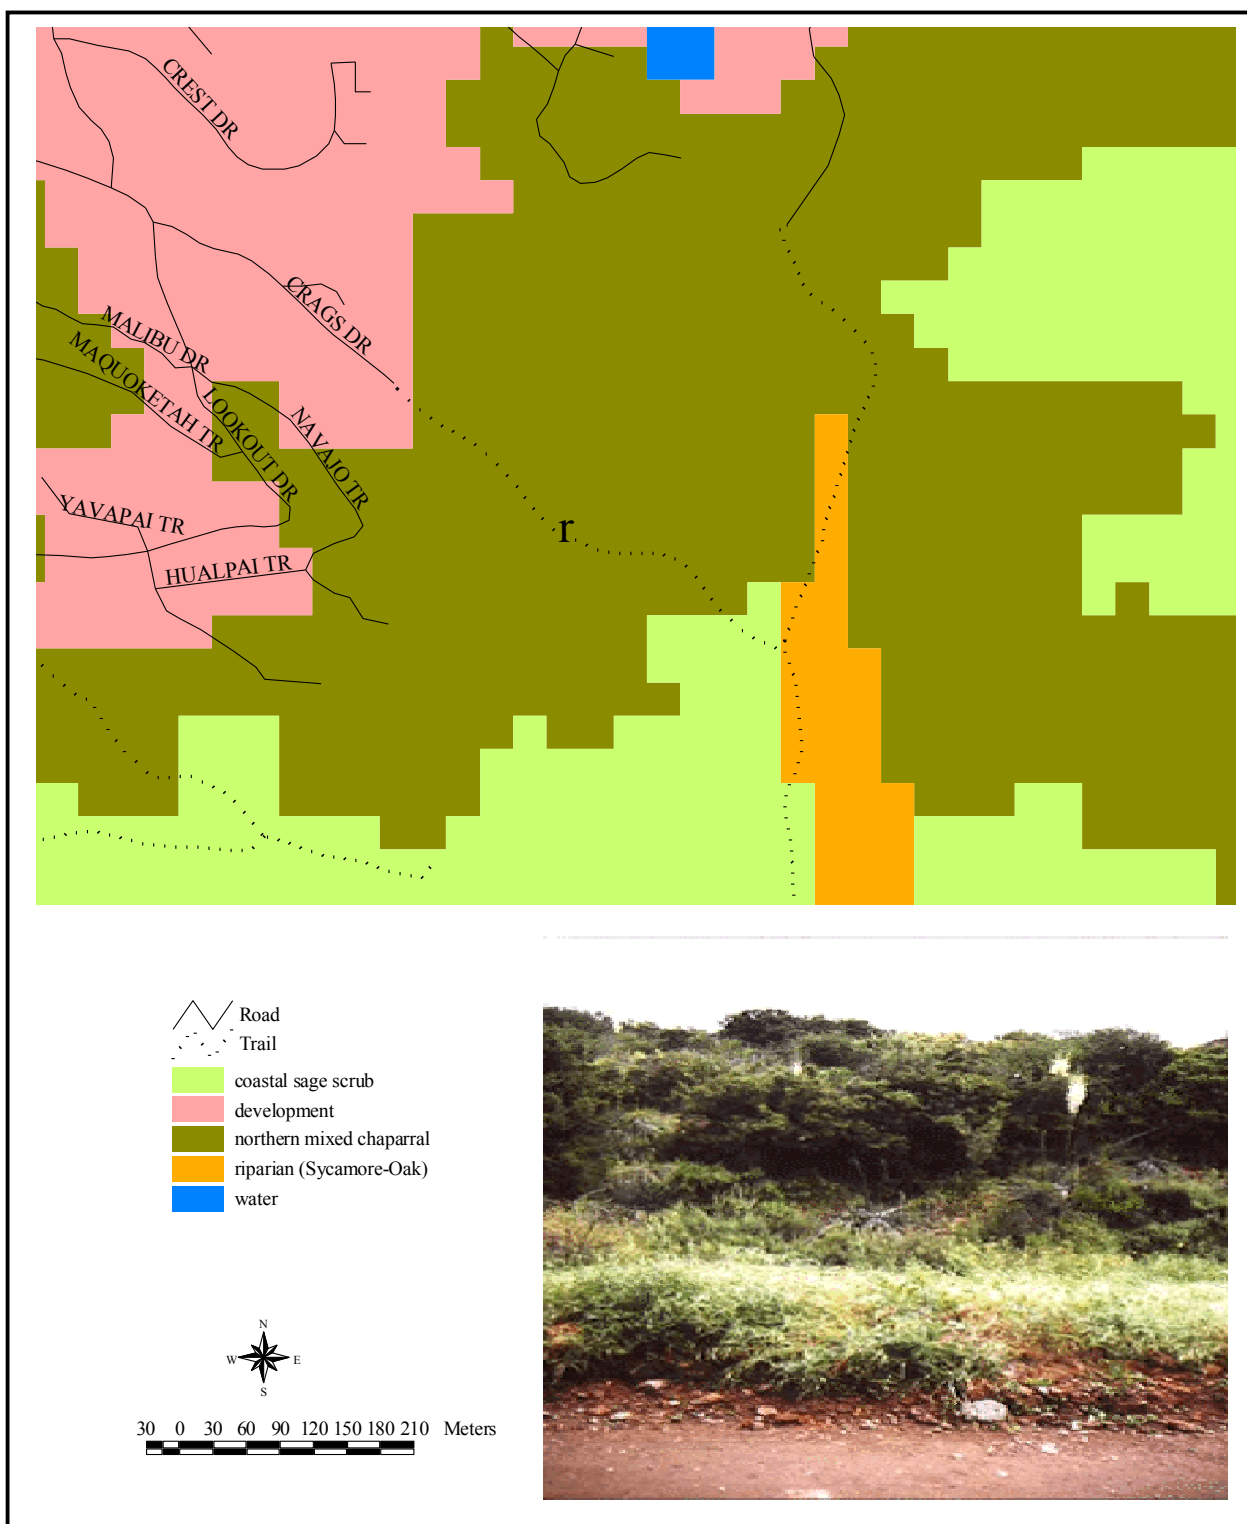 CREST DR
CRAGS DR
MALIBU DR
MAQUOKETAH TR
LOOKOUT DR
NAVAJO TR
YAVAPAI TR
r
HUALPAI TR
Road
Trail
coastal sage scrub
development
northern mixed chaparral
riparian (Sycamore-Oak)
water
N
W E
S
30 0 30 60 90 120 150 180 210 Meters